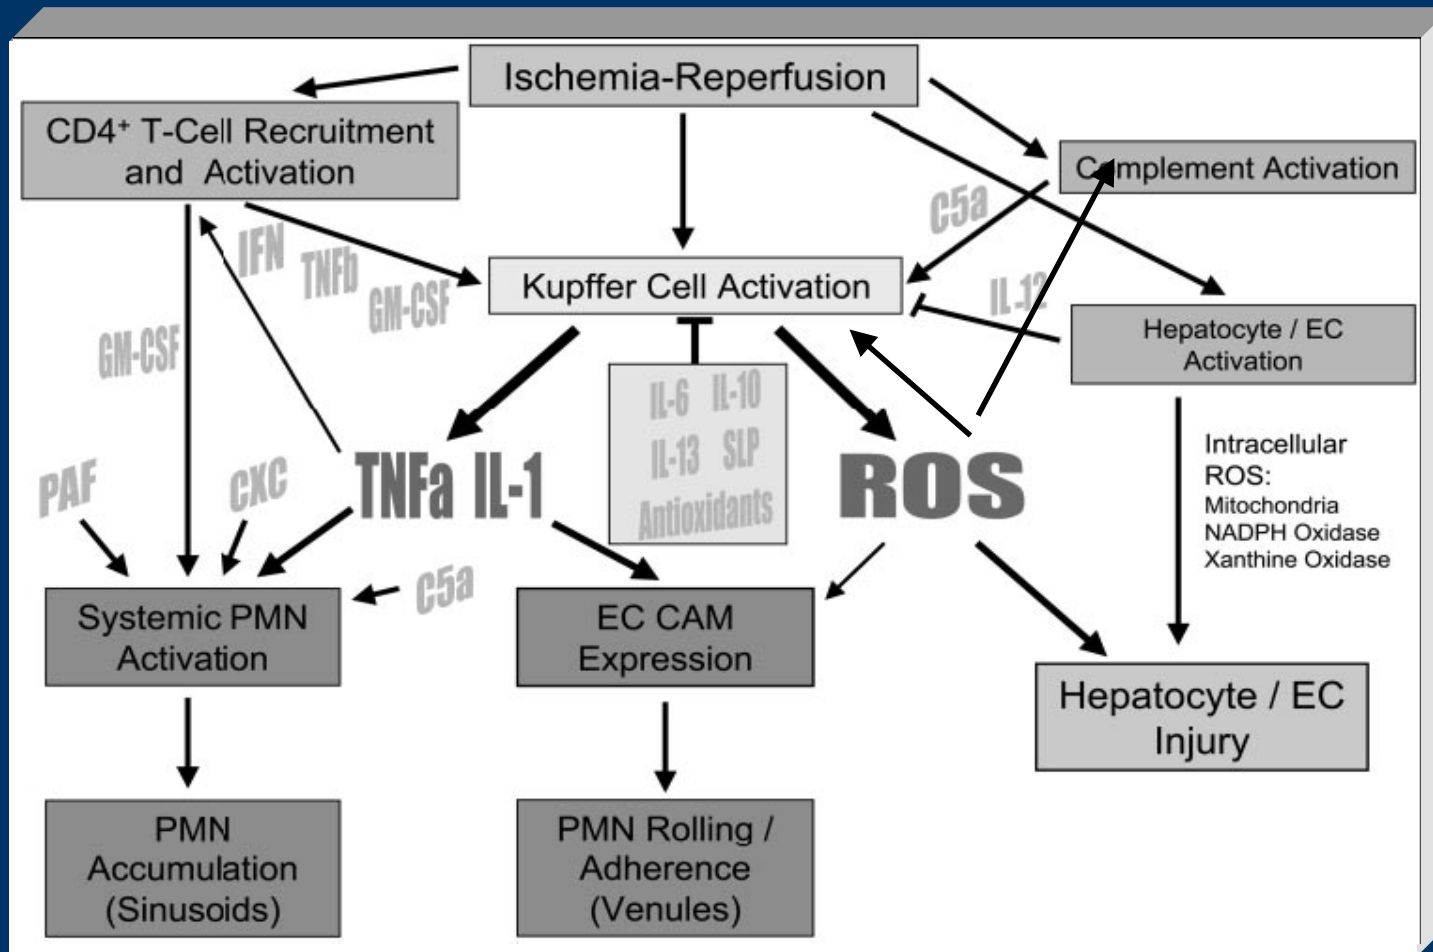 Ischemia-Reperfusion
CD4⁺ T-Cell Recruitment
and Activation
Complement Activation
C5a
IFN
TNFb
GM-CSF
Kupffer Cell Activation
IL-12
Hepatocyte / EC
Activation
GM-CSF
IL-6 IL-10
IL-13 SLP
Antioxidants
PAF
CXC
TNFa IL-1
ROS
Intracellular
ROS:
Mitochondria
NADPH Oxidase
Xanthine Oxidase
C5a
Systemic PMN
Activation
EC CAM
Expression
Hepatocyte / EC
Injury
PMN
Accumulation
(Sinusoids)
PMN Rolling /
Adherence
(Venules)